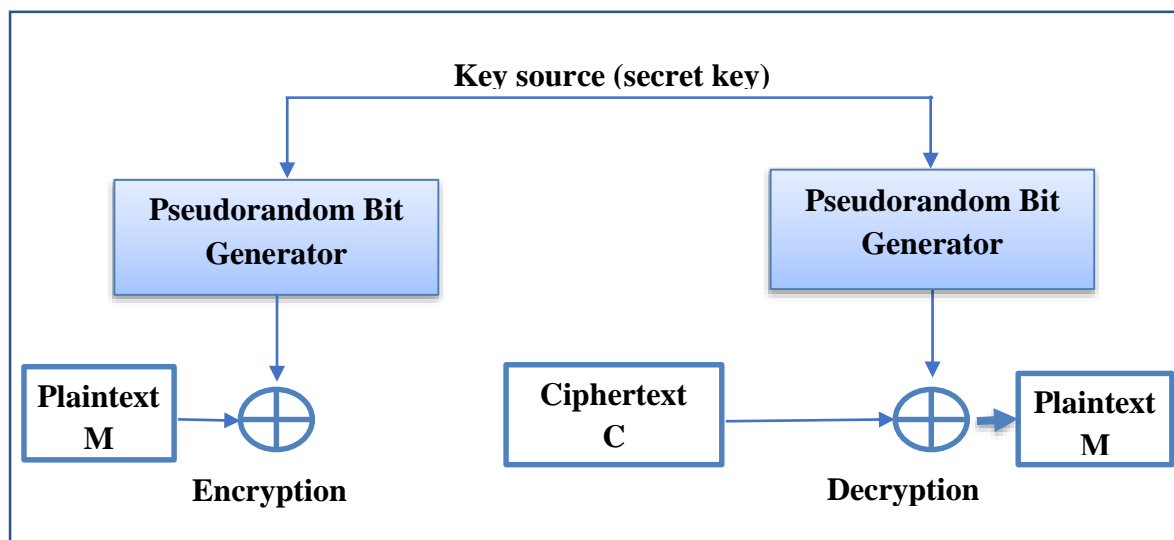 Key source (secret key)
Pseudorandom Bit
Generator
Pseudorandom Bit
Generator
Plaintext
M
Ciphertext
C
Plaintext
M
Encryption
Decryption